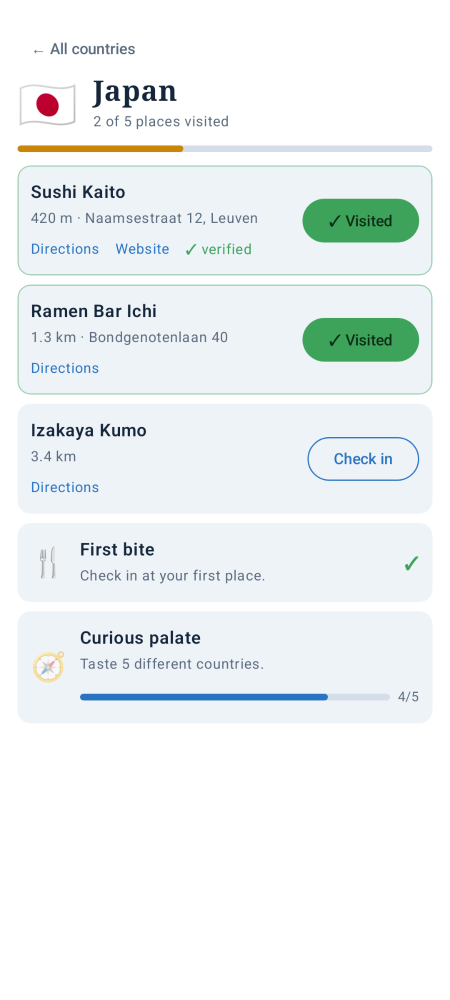 ← All countries
Japan
2 of 5 places visited
Sushi Kaito
420 m · Naamsestraat 12, Leuven
Directions Website ✓ verified
✓ Visited
Ramen Bar Ichi
1.3 km · Bondgenotenlaan 40
Directions
✓ Visited
Izakaya Kumo
3.4 km
Directions
Check in
First bite
Check in at your first place.
✓
Curious palate
Taste 5 different countries.
4/5